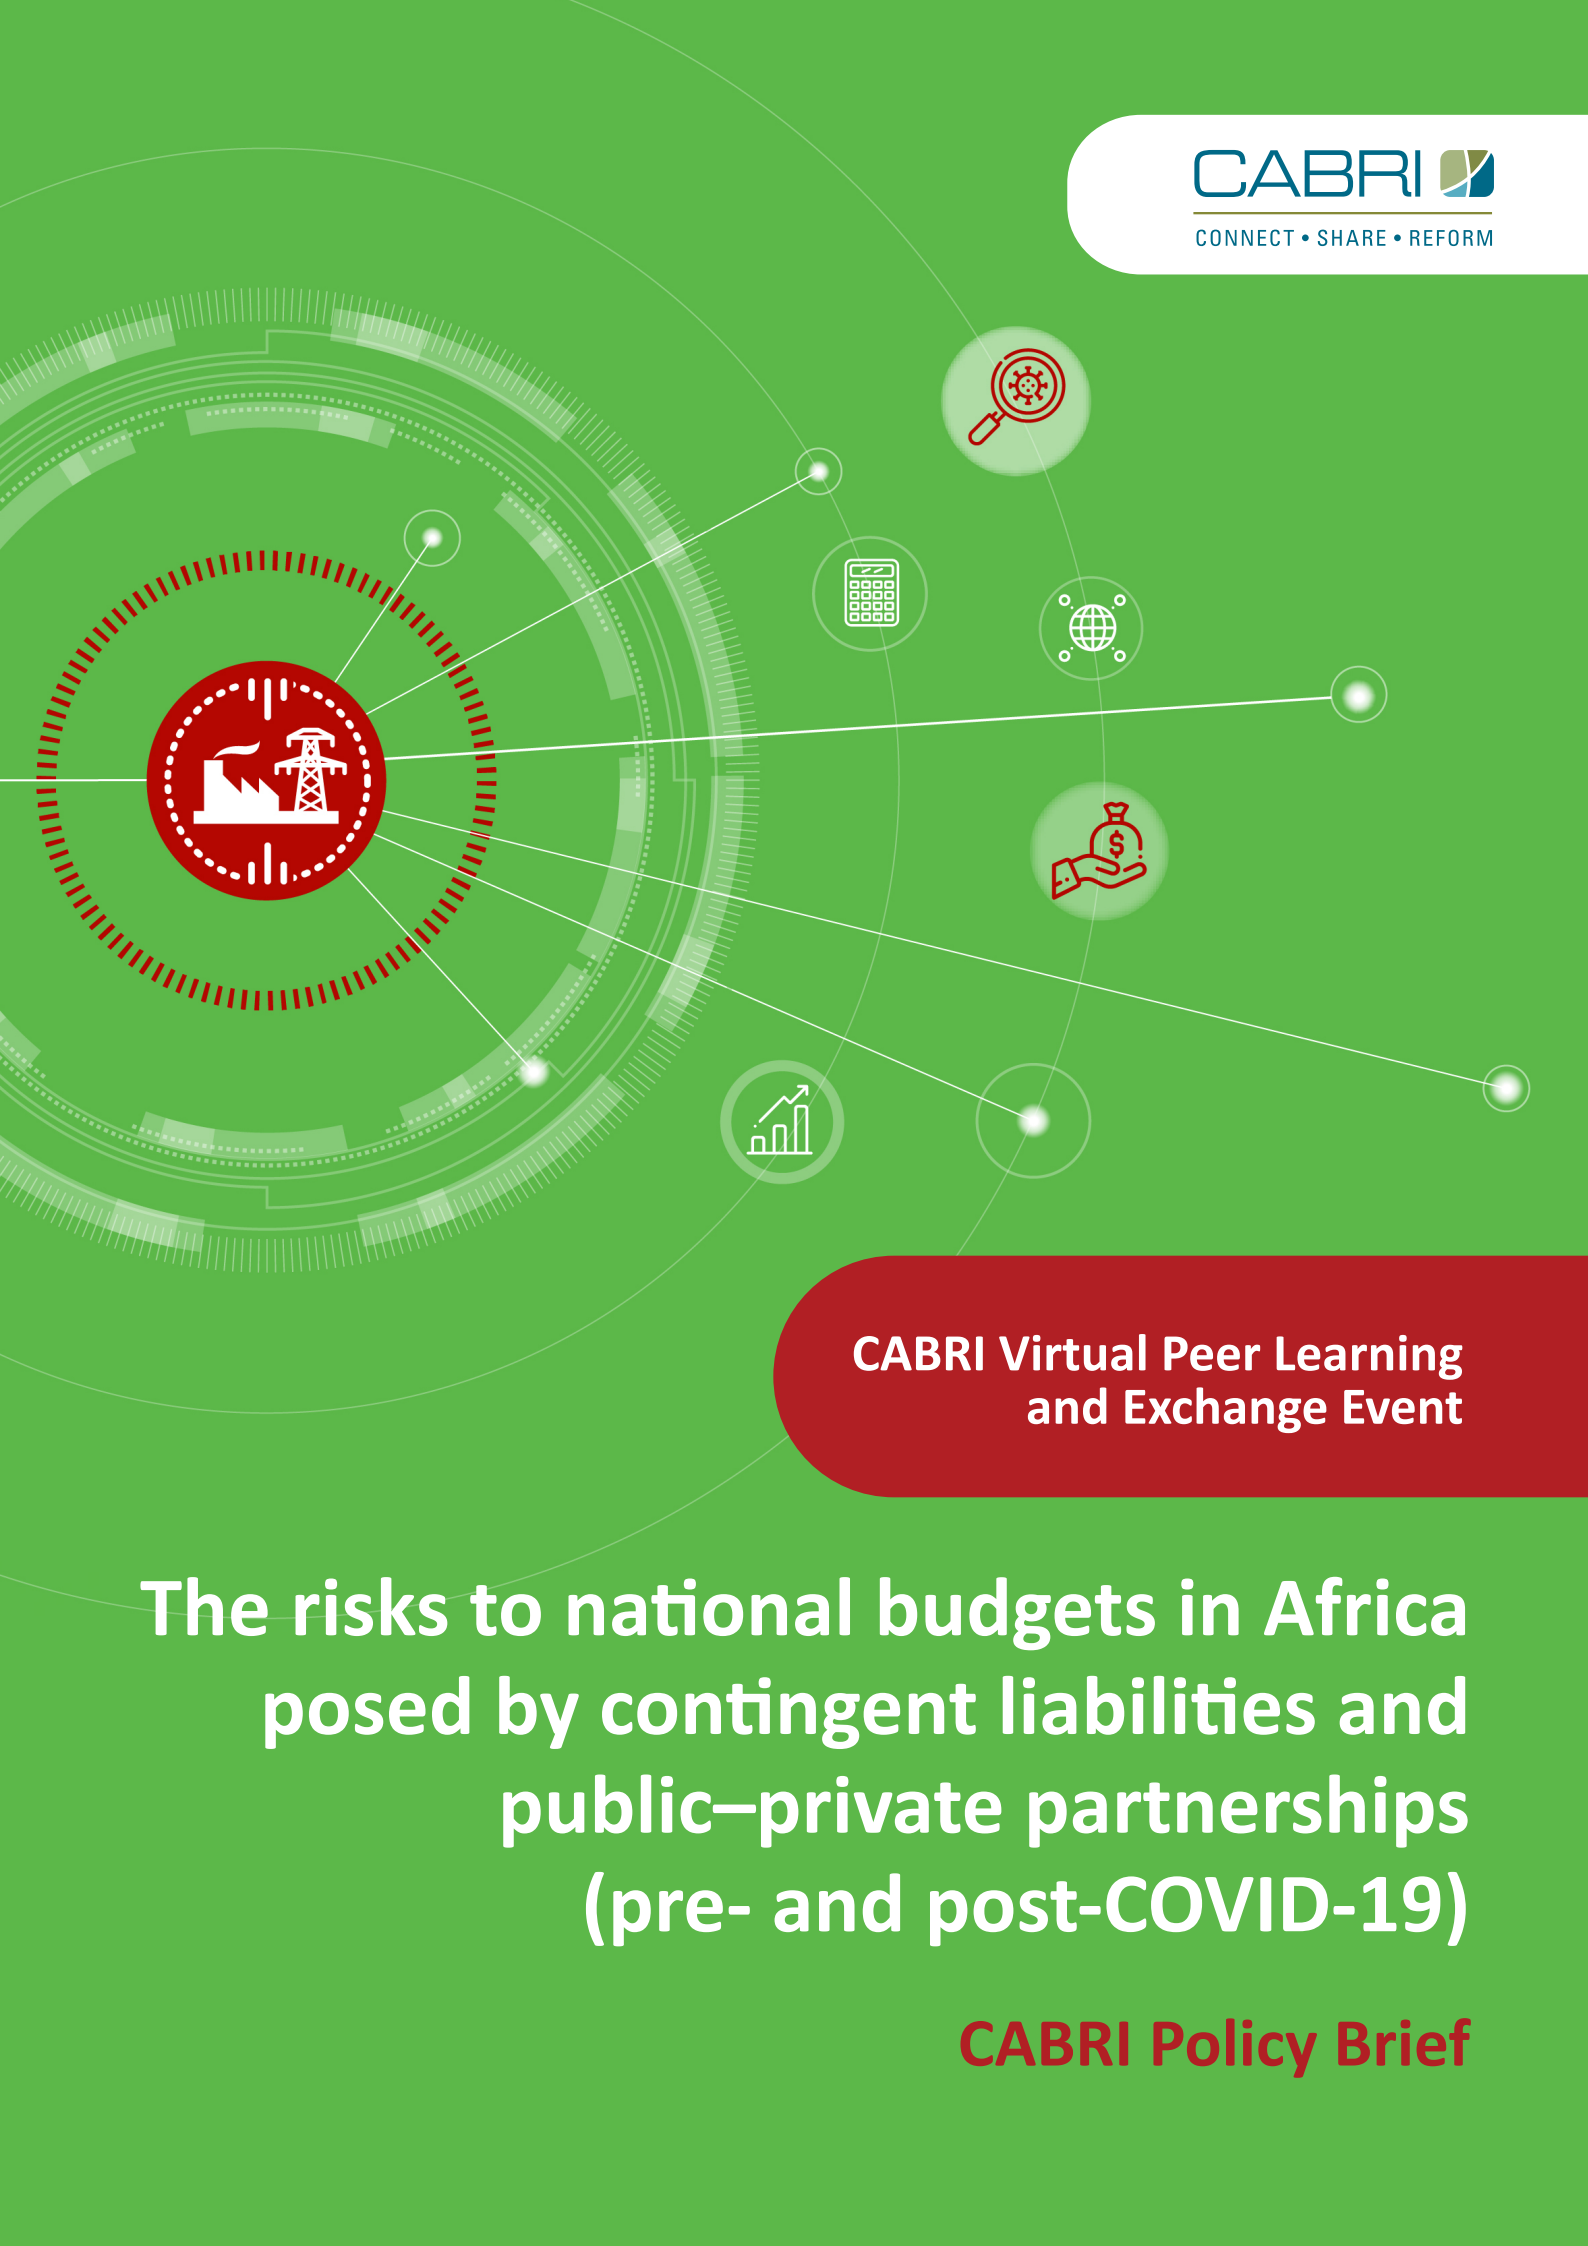 CABRI
CONNECT • SHARE • REFORM
CABRI Virtual Peer Learning
and Exchange Event
The risks to national budgets in Africa
posed by contingent liabilities and
public–private partnerships
(pre- and post-COVID-19)
CABRI Policy Brief